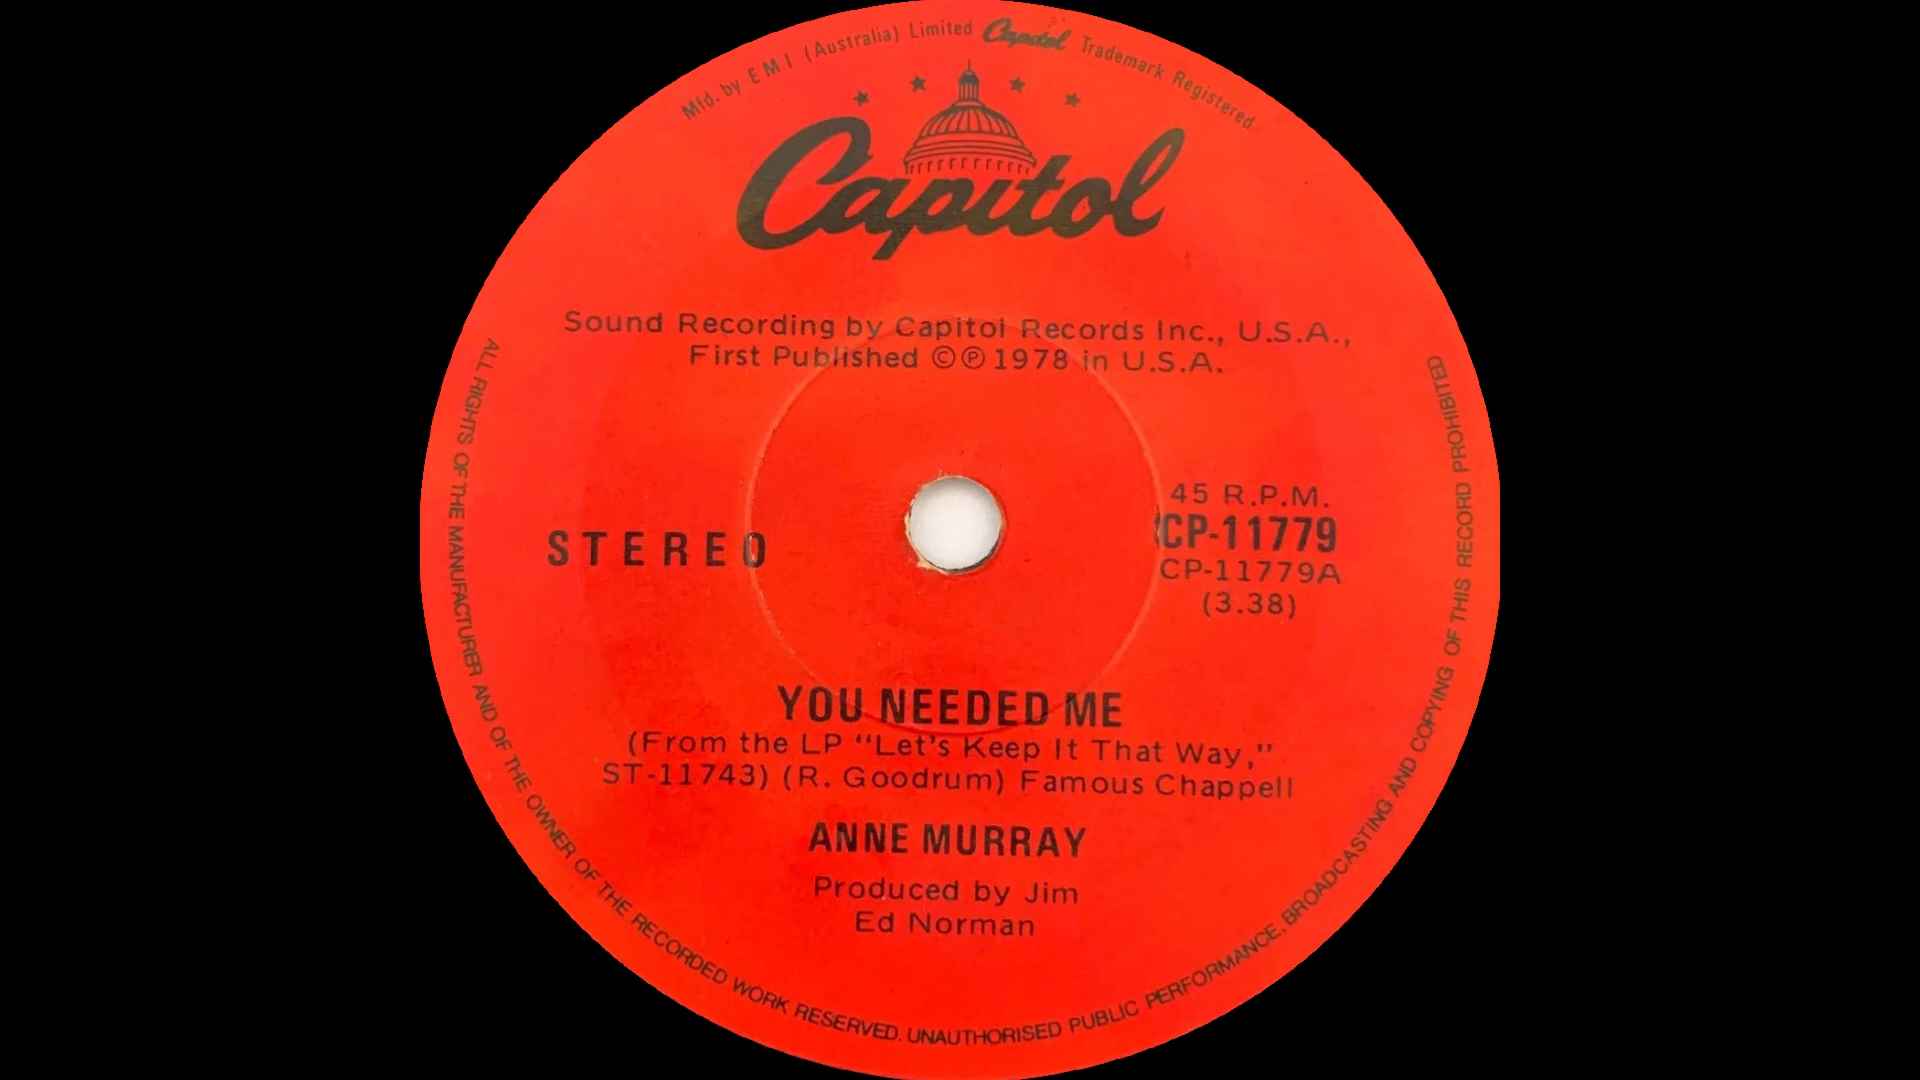 Mfd. by E M I (Australia) Limited Capitol Trademark Registered
Capitol
Sound Recording by Capitol Records Inc., U.S.A.,
First Published ©℗ 1978 in U.S.A.
STEREO
45 R.P.M.
CP-11779
CP-11779A
(3.38)
YOU NEEDED ME
(From the LP “Let's Keep It That Way,”
ST-11743) (R. Goodrum) Famous Chappell
ANNE MURRAY
Produced by Jim
Ed Norman
ALL RIGHTS OF THE MANUFACTURER AND OF THE OWNER OF THE RECORDED WORK RESERVED. UNAUTHORISED PUBLIC PERFORMANCE, BROADCASTING AND COPYING OF THIS RECORD PROHIBITED